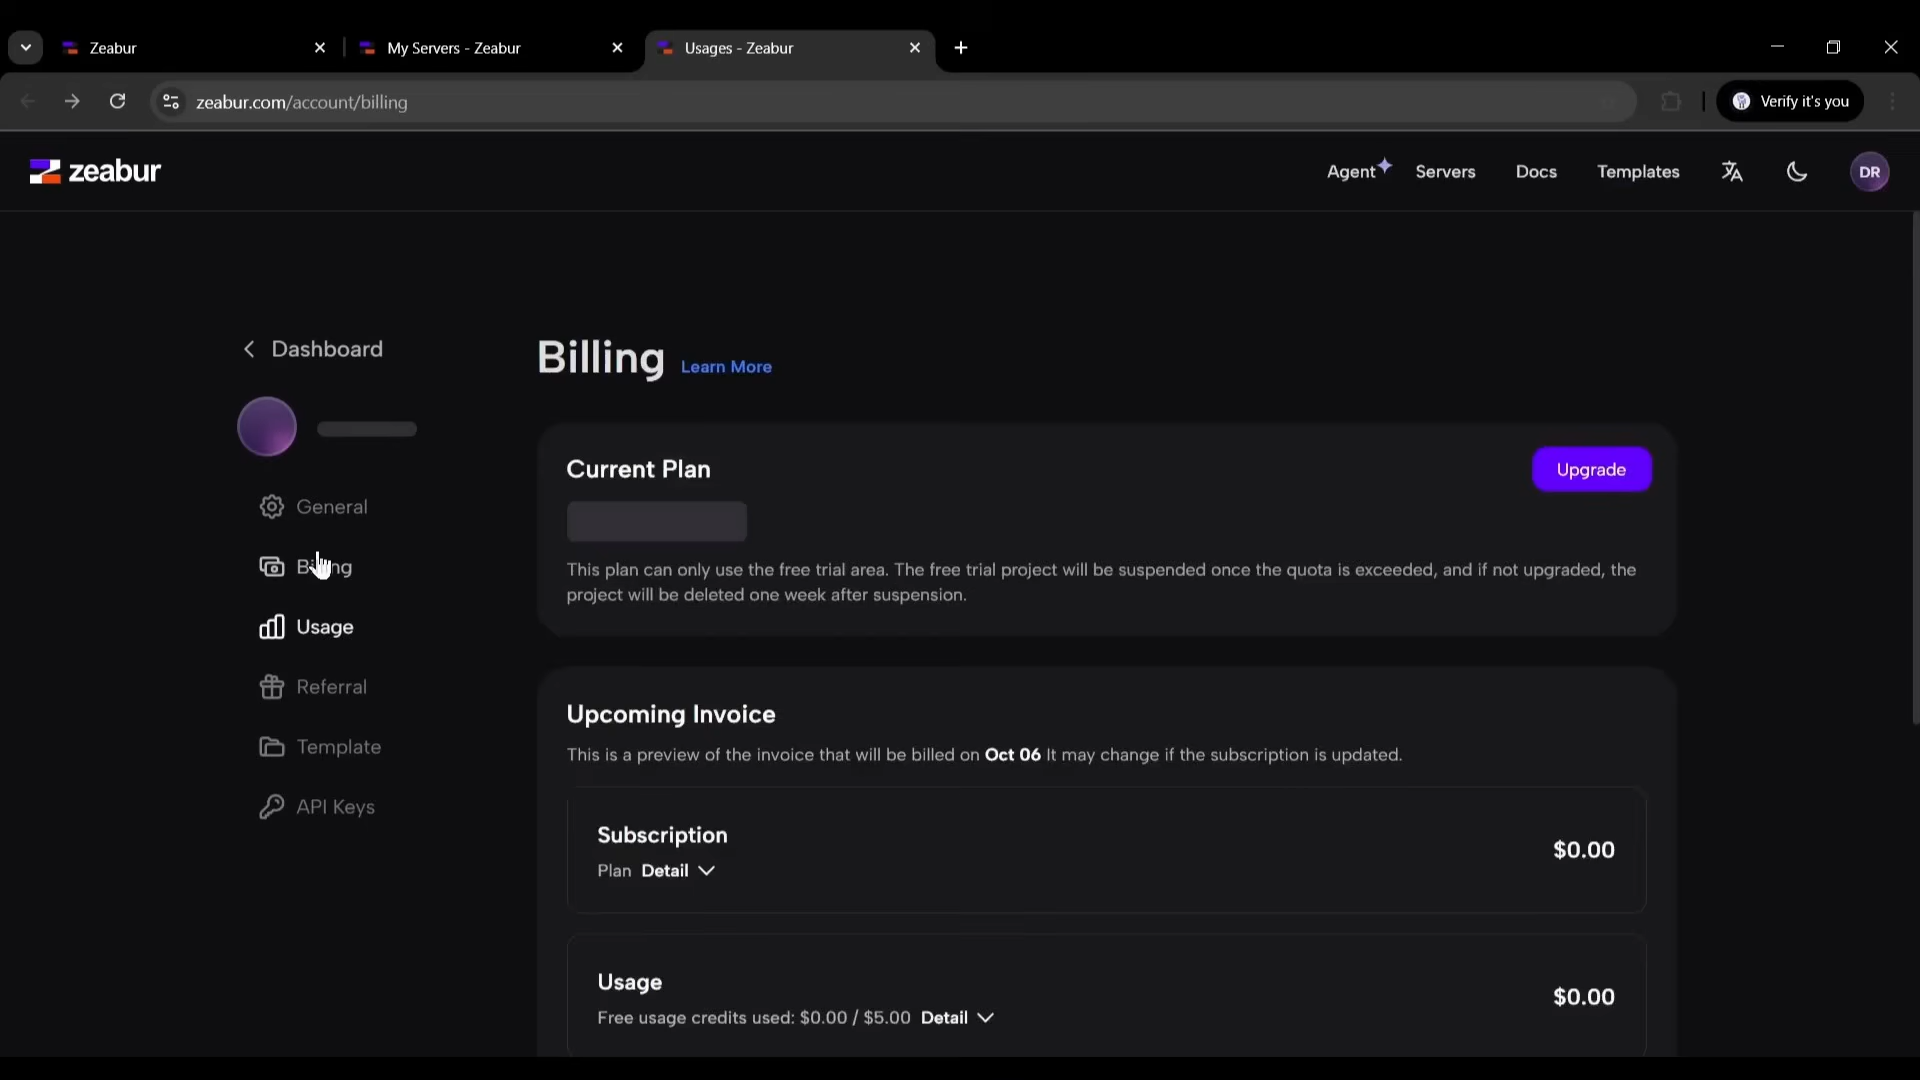 Zeabur
My Servers - Zeabur
Usages - Zeabur
zeabur.com/account/billing
Verify it's you
zeabur
Agent
Servers
Docs
Templates
DR
Dashboard
General
Billing
Usage
Referral
Template
API Keys
Billing
Learn More
Current Plan
Upgrade
This plan can only use the free trial area. The free trial project will be suspended once the quota is exceeded, and if not upgraded, the
project will be deleted one week after suspension.
Upcoming Invoice
This is a preview of the invoice that will be billed on Oct 06 It may change if the subscription is updated.
Subscription
Plan Detail
$0.00
Usage
Free usage credits used: $0.00 / $5.00 Detail
$0.00